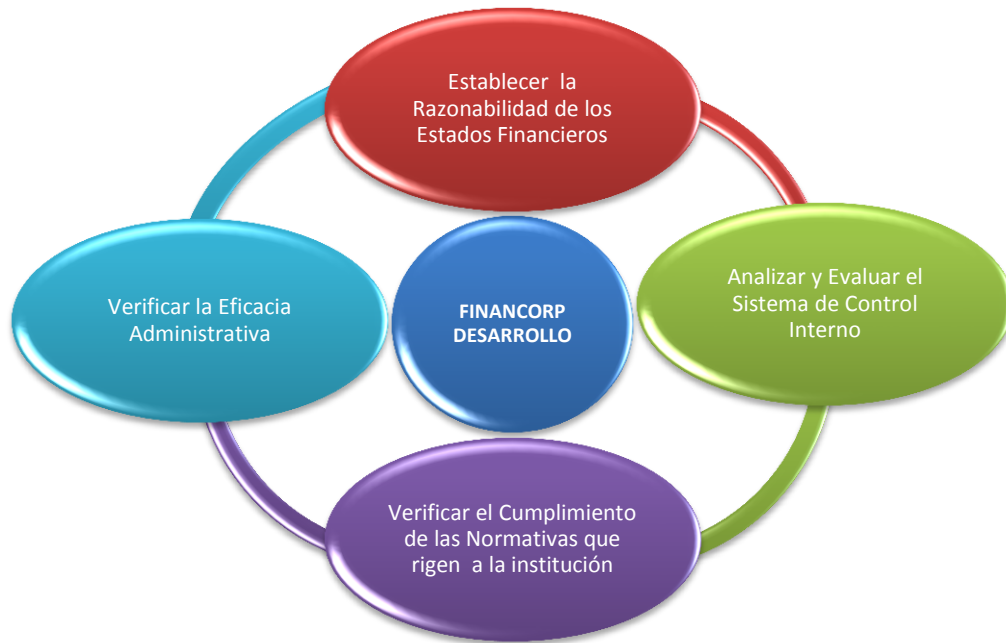 Establecer  la
Razonabilidad de los
Estados Financieros
Analizar y Evaluar el
Sistema de Control
Interno
Verificar la Eficacia
Administrativa
FINANCORP
DESARROLLO
Verificar el Cumplimiento
de las Normativas que
rigen  a la institución